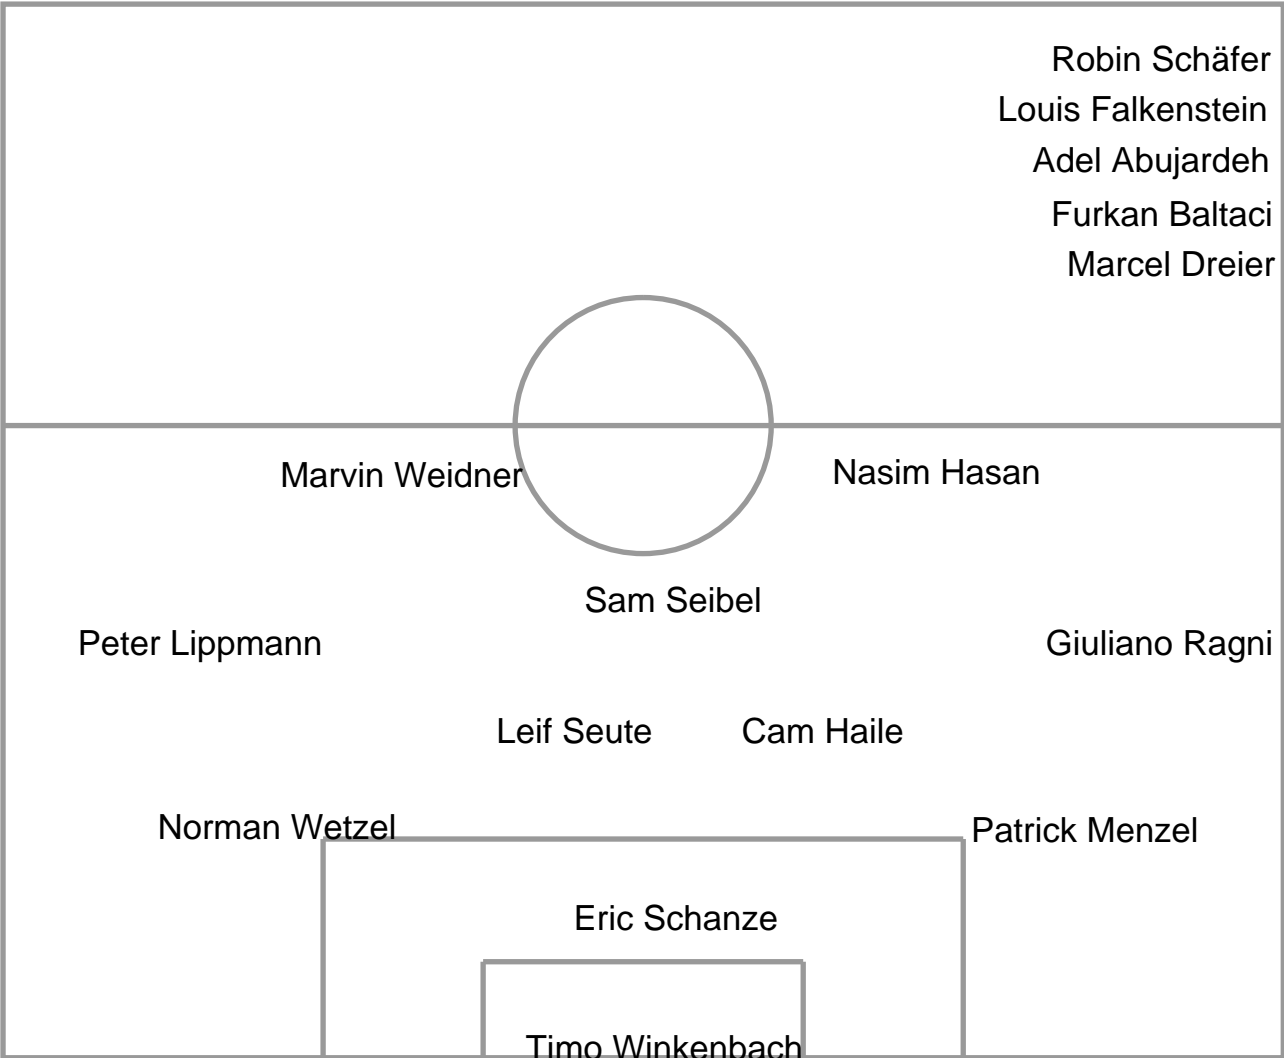 Robin Schäfer
Louis Falkenstein
Adel Abujardeh
Furkan Baltaci
Marcel Dreier
Marvin Weidner
Nasim Hasan
Sam Seibel
Peter Lippmann
Giuliano Ragni
Leif Seute
Cam Haile
Norman Wetzel
Patrick Menzel
Eric Schanze
Timo Winkenbach